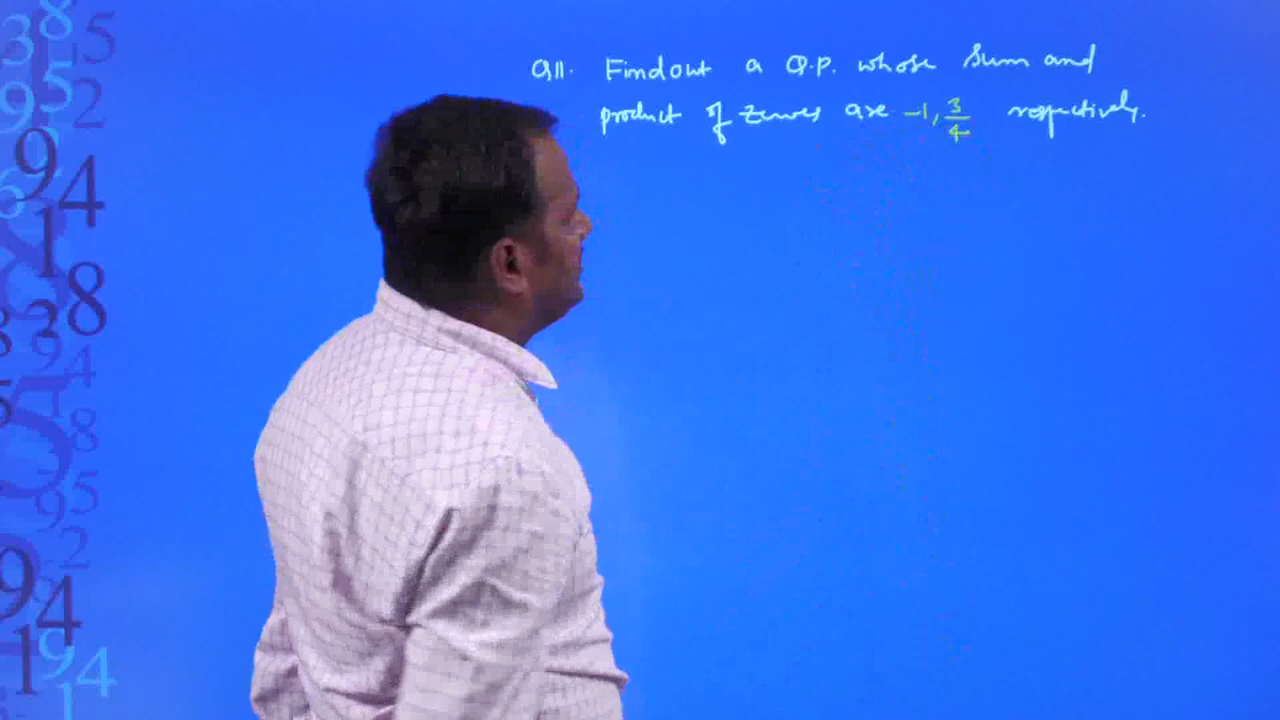 Q11. Findout a Q.P. whose sum and
product of zeroes are -1, 3/4 respectively.